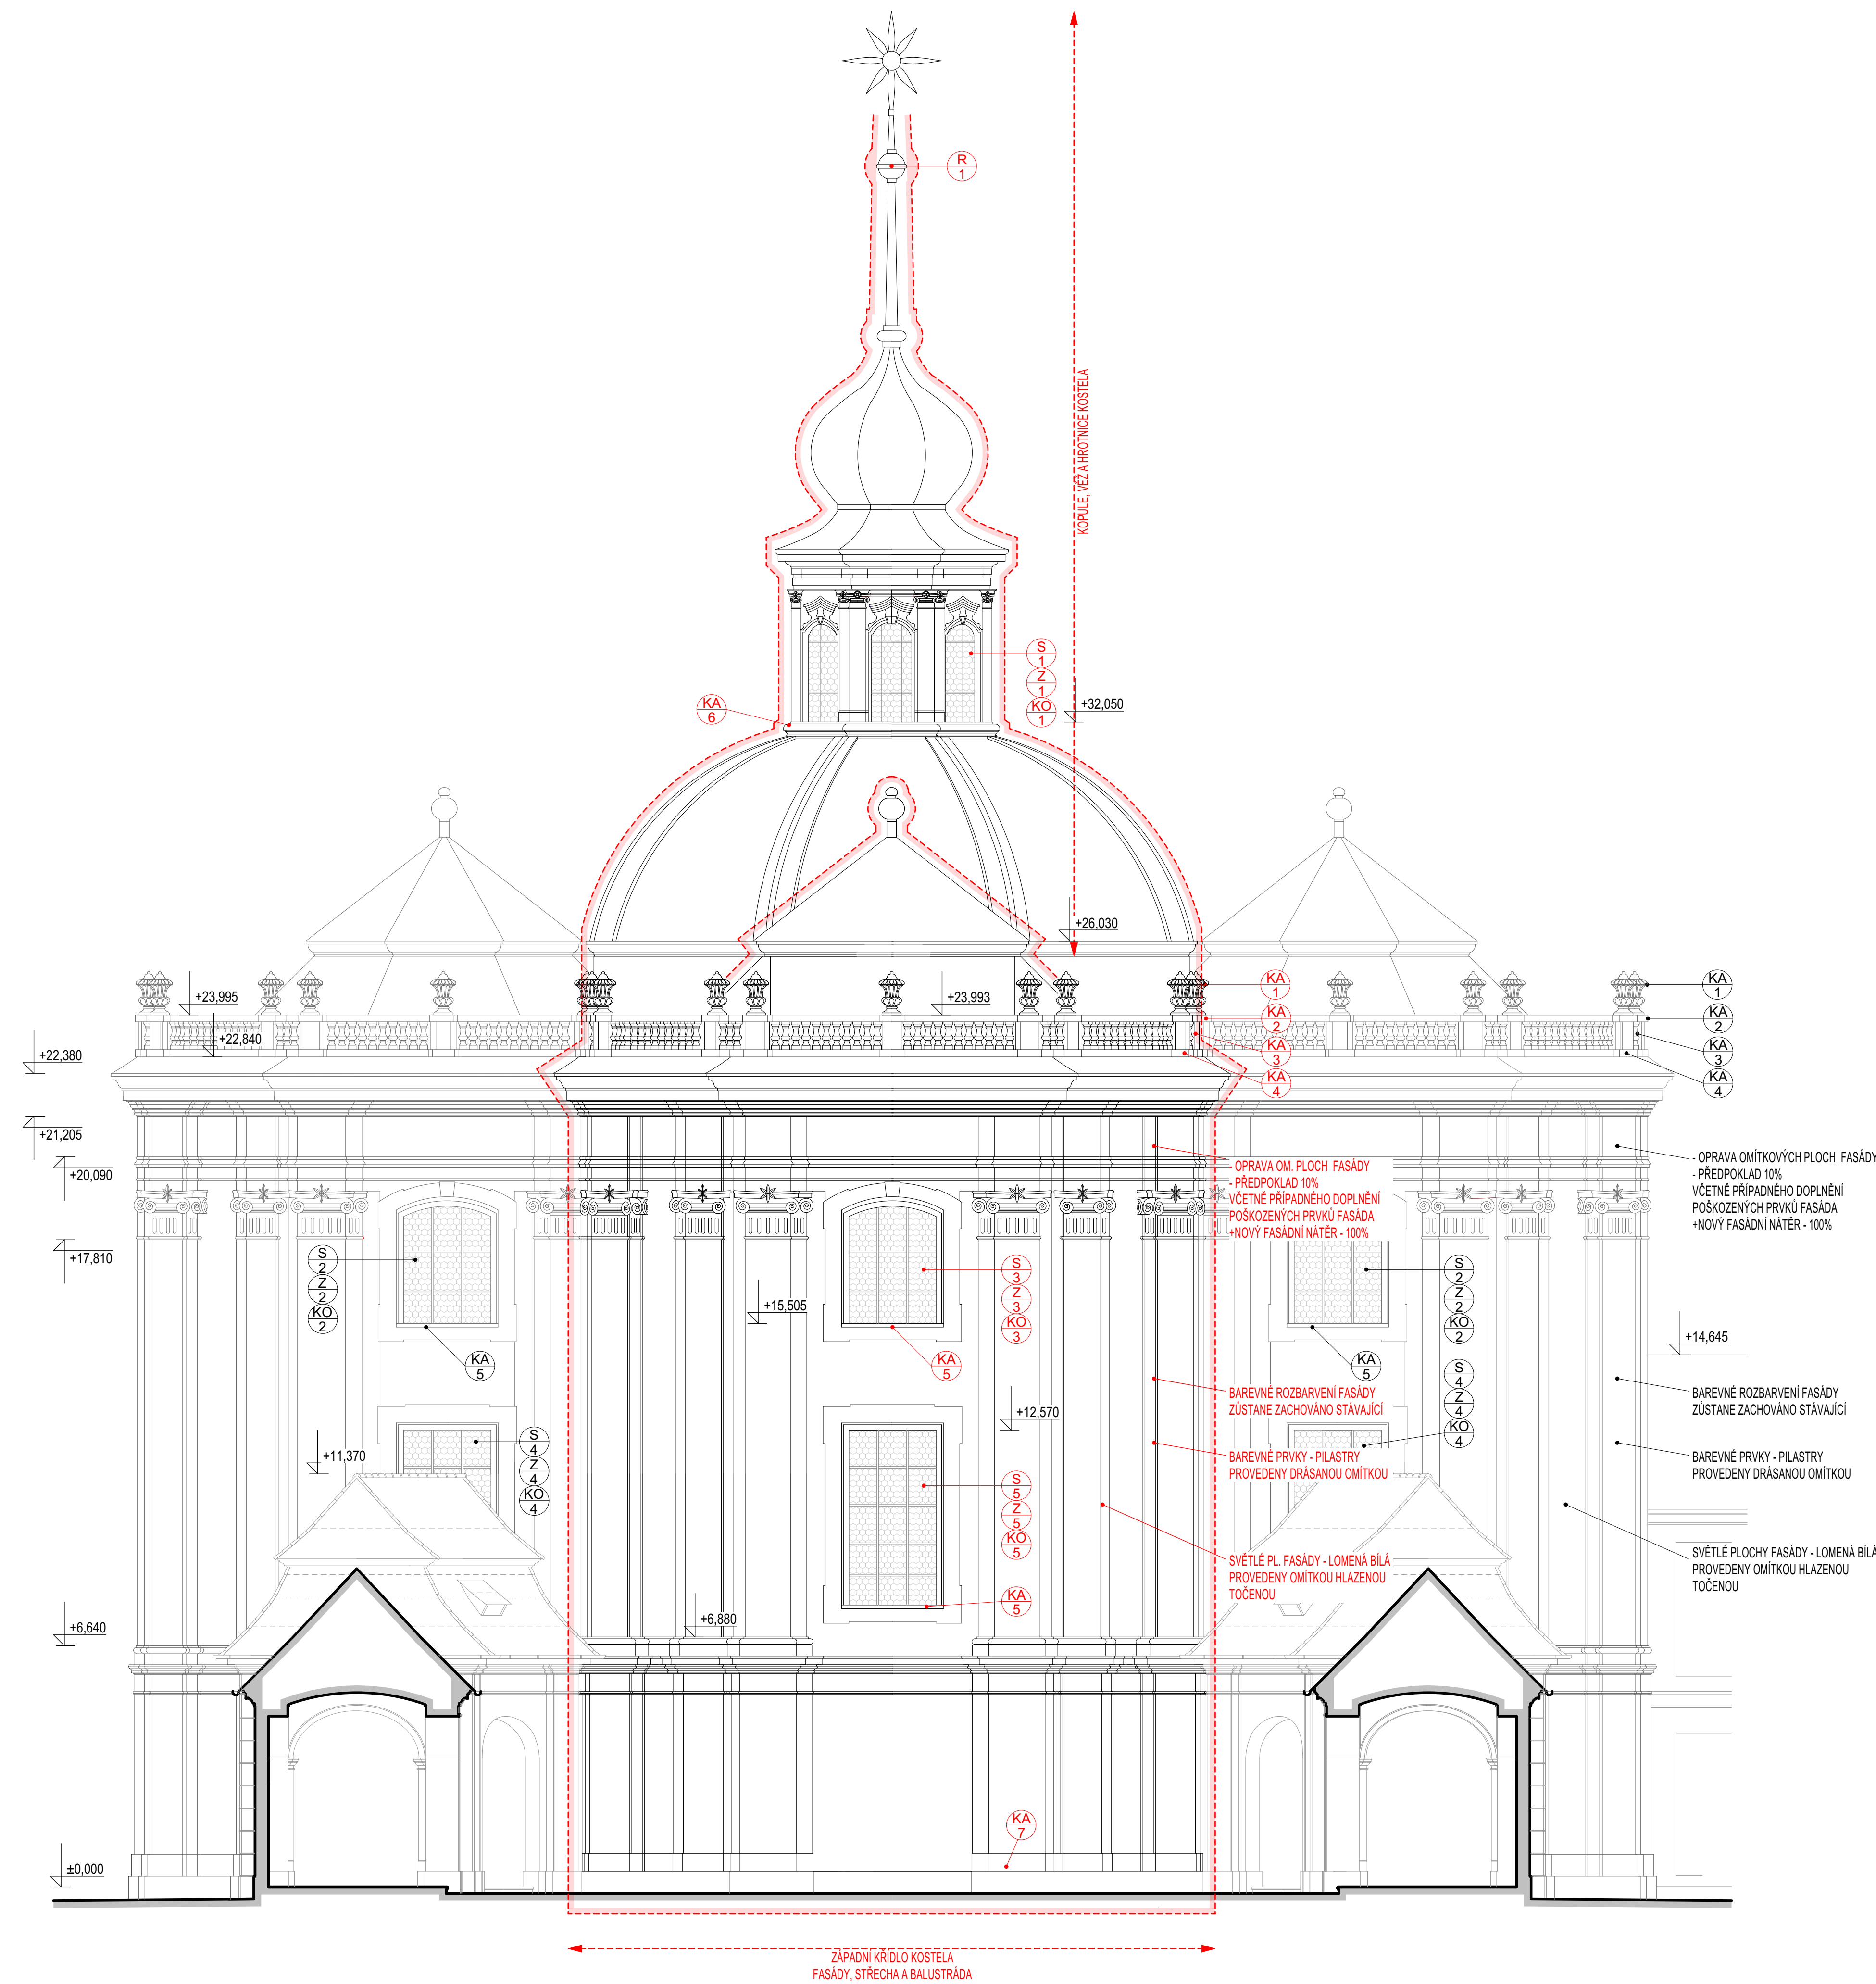 R
1
KOPULE, VĚŽ A HROTNICE KOSTELA
S
1
Z
1
KO
1
KA
6
+32,050
+26,030
+23,995
+23,993
KA
1
KA
1
+22,840
KA
2
KA
2
+22,380
KA
3
KA
3
KA
4
KA
4
+21,205
+20,090
- OPRAVA OM. PLOCH FASÁDY
- PŘEDPOKLAD 10%
VČETNĚ PŘÍPADNÉHO DOPLNĚNÍ
POŠKOZENÝCH PRVKŮ FASÁDA
+NOVÝ FASÁDNÍ NÁTĚR - 100%
- OPRAVA OMÍTKOVÝCH PLOCH FASÁDY
- PŘEDPOKLAD 10%
VČETNĚ PŘÍPADNÉHO DOPLNĚNÍ
POŠKOZENÝCH PRVKŮ FASÁDA
+NOVÝ FASÁDNÍ NÁTĚR - 100%
+17,810
S
2
Z
2
KO
2
S
3
Z
3
KO
3
S
2
Z
2
KO
2
+15,505
+14,645
KA
5
KA
5
KA
5
S
4
Z
4
KO
4
BAREVNÉ ROZBARVENÍ FASÁDY
ZŮSTANE ZACHOVÁNO STÁVAJÍCÍ
BAREVNÉ ROZBARVENÍ FASÁDY
ZŮSTANE ZACHOVÁNO STÁVAJÍCÍ
+12,570
+11,370
S
4
Z
4
KO
4
BAREVNÉ PRVKY - PILASTRY
PROVEDENY DRÁSANOU OMÍTKOU
BAREVNÉ PRVKY - PILASTRY
PROVEDENY DRÁSANOU OMÍTKOU
S
5
Z
5
KO
5
SVĚTLÉ PL. FASÁDY - LOMENÁ BÍLÁ
PROVEDENY OMÍTKOU HLAZENOU
TOČENOU
SVĚTLÉ PLOCHY FASÁDY - LOMENÁ BÍLÁ
PROVEDENY OMÍTKOU HLAZENOU
TOČENOU
KA
5
+6,880
+6,640
KA
7
±0,000
ZÁPADNÍ KŘÍDLO KOSTELA
FASÁDY, STŘECHA A BALUSTRÁDA